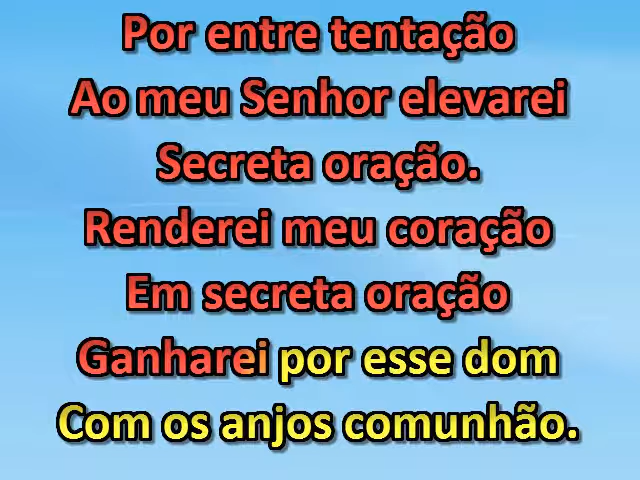 Por entre tentação
Ao meu Senhor elevarei
Secreta oração.
Renderei meu coração
Em secreta oração
Ganharei por esse dom
Com os anjos comunhão.